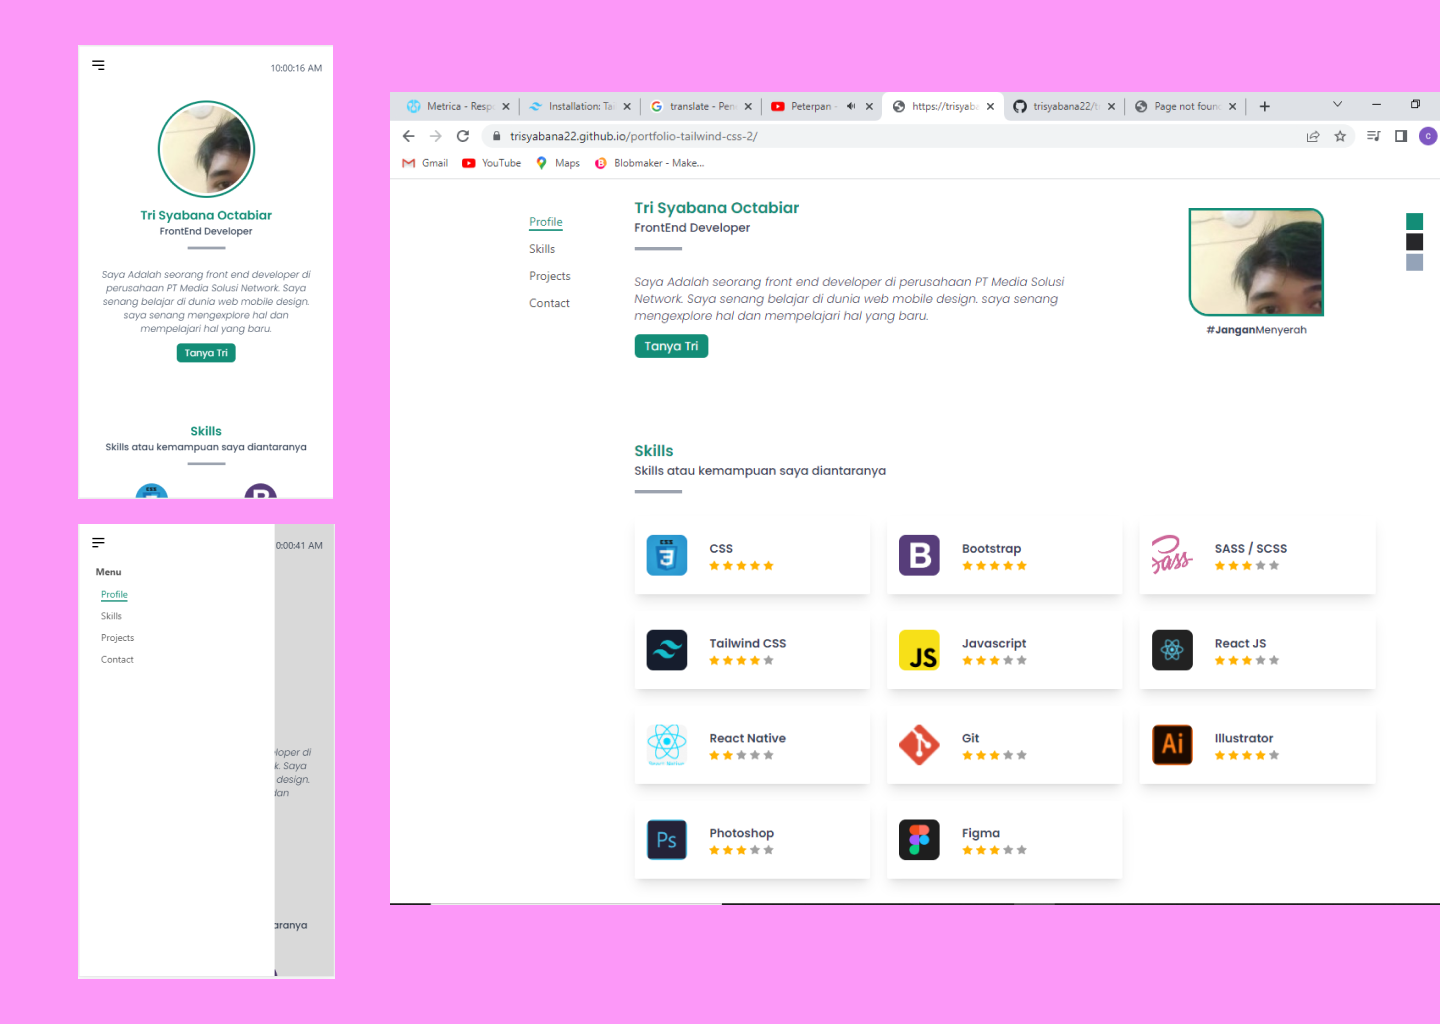 10:00:16 AM
Tri Syabana Octabiar
FrontEnd Developer
Saya Adalah seorang front end developer di
perusahaan PT Media Solusi Network. Saya
senang belajar di dunia web mobile design.
saya senang mengexplore hal dan
mempelajari hal yang baru.
Tanya Tri
Skills
Skills atau kemampuan saya diantaranya
0:00:41 AM
Menu
Profile
Skills
Projects
Contact
loper di
k. Saya
design.
dan
aranya
Metrica - Resp
Installation: Ta
translate - Pen
Peterpan -
https://trisyaba
trisyabana22/t
Page not foun
trisyabana22.github.io/portfolio-tailwind-css-2/
C
Gmail
YouTube
Maps
Blobmaker - Make...
Profile
Skills
Projects
Contact
Tri Syabana Octabiar
FrontEnd Developer
Saya Adalah seorang front end developer di perusahaan PT Media Solusi
Network. Saya senang belajar di dunia web mobile design. saya senang
mengexplore hal dan mempelajari hal yang baru.
Tanya Tri
#JanganMenyerah
Skills
Skills atau kemampuan saya diantaranya
CSS
Bootstrap
SASS / SCSS
Tailwind CSS
Javascript
React JS
React Native
Git
Illustrator
Photoshop
Figma
CSS
3
B
Sass
JS
React Native
Ai
Ps